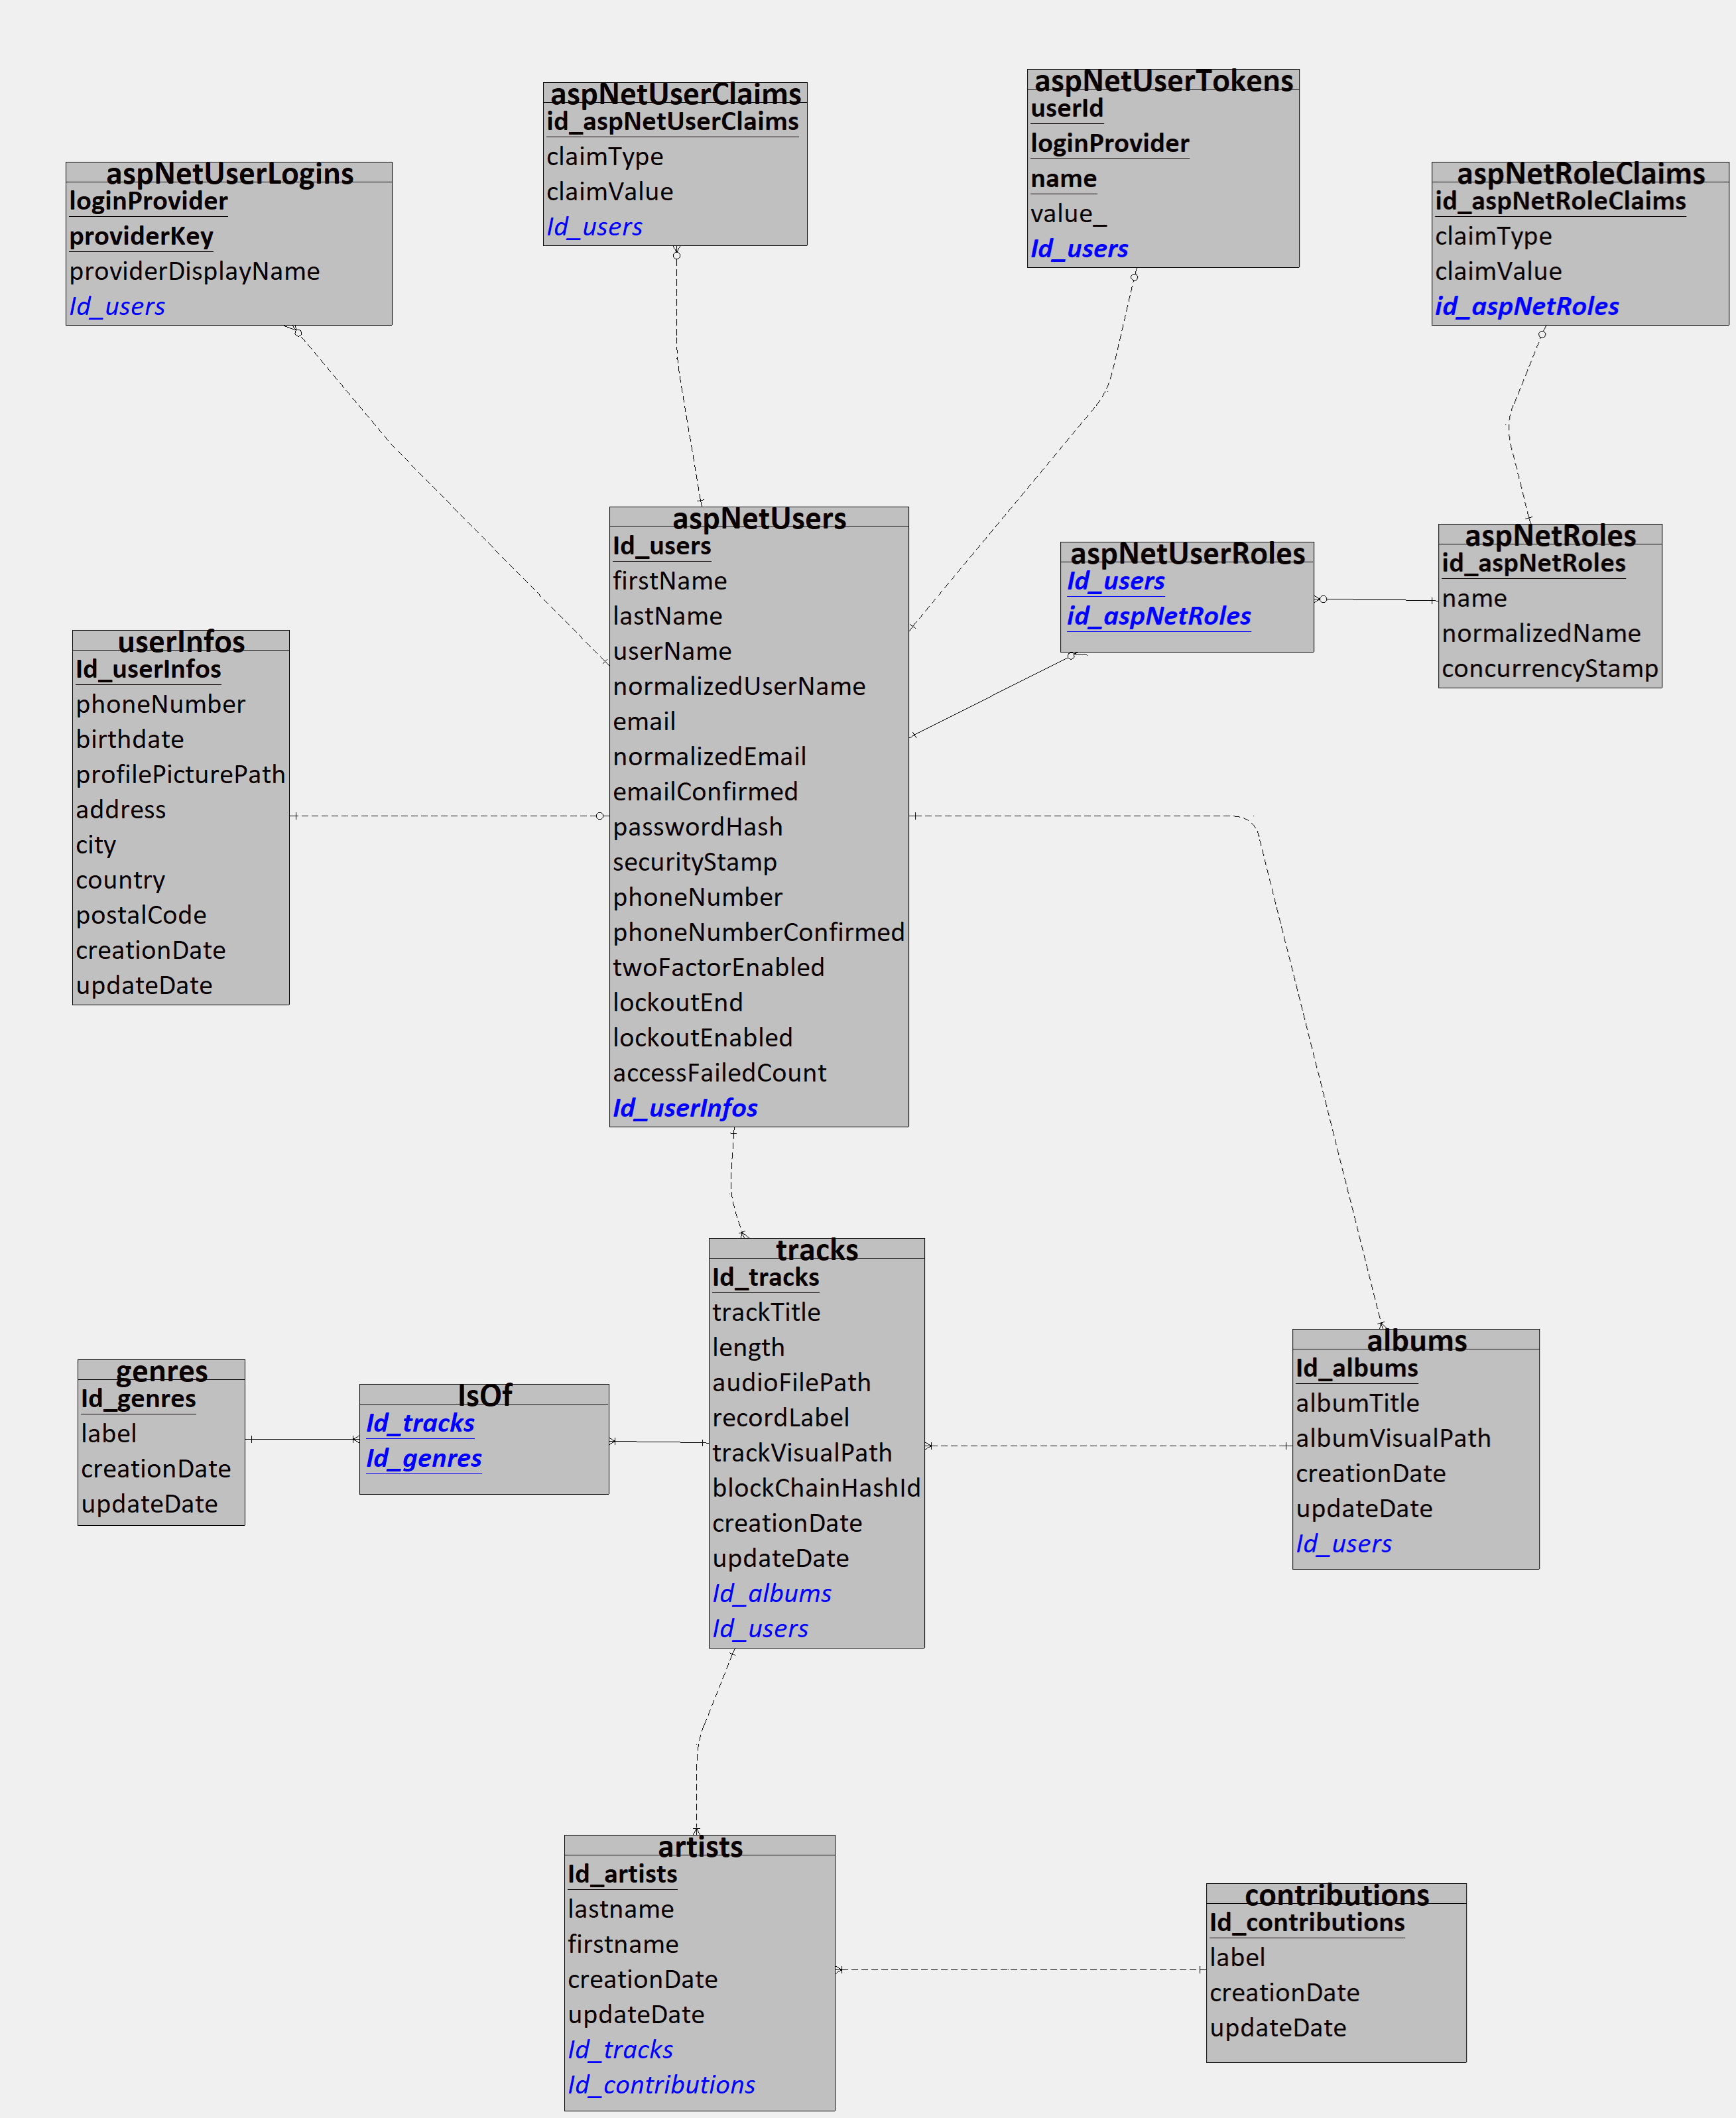 aspNetUserClaims
id_aspNetUserClaims
claimType
claimValue
Id_users
aspNetUserTokens
userId
loginProvider
name
value_
Id_users
aspNetUserLogins
loginProvider
providerKey
providerDisplayName
Id_users
aspNetRoleClaims
id_aspNetRoleClaims
claimType
claimValue
id_aspNetRoles
aspNetUsers
Id_users
firstName
lastName
userName
normalizedUserName
email
normalizedEmail
emailConfirmed
passwordHash
securityStamp
phoneNumber
phoneNumberConfirmed
twoFactorEnabled
lockoutEnd
lockoutEnabled
accessFailedCount
Id_userInfos
aspNetUserRoles
Id_users
id_aspNetRoles
aspNetRoles
id_aspNetRoles
name
normalizedName
concurrencyStamp
userInfos
Id_userInfos
phoneNumber
birthdate
profilePicturePath
address
city
country
postalCode
creationDate
updateDate
tracks
Id_tracks
trackTitle
length
audioFilePath
recordLabel
trackVisualPath
blockChainHashId
creationDate
updateDate
Id_albums
Id_users
albums
Id_albums
albumTitle
albumVisualPath
creationDate
updateDate
Id_users
genres
Id_genres
label
creationDate
updateDate
IsOf
Id_tracks
Id_genres
artists
Id_artists
lastname
firstname
creationDate
updateDate
Id_tracks
Id_contributions
contributions
Id_contributions
label
creationDate
updateDate